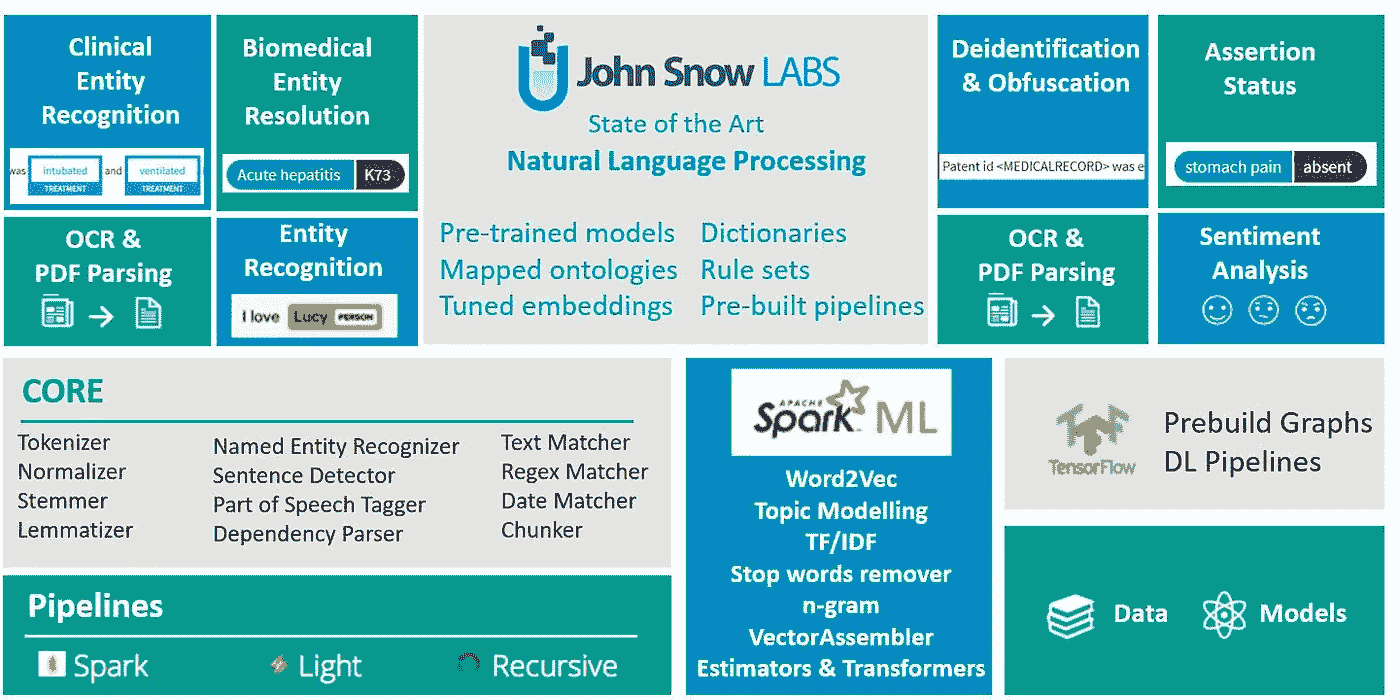 Clinical
Entity
Recognition
was intubated and ventilated
TREATMENT TREATMENT
Biomedical
Entity
Resolution
Acute hepatitis K73
John Snow LABS
State of the Art
Natural Language Processing
Pre-trained models Dictionaries
Mapped ontologies Rule sets
Tuned embeddings Pre-built pipelines
Deidentification
& Obfuscation
Patent id <MEDICALRECORD> was e
Assertion
Status
stomach pain absent
OCR &
PDF Parsing
Entity
Recognition
I love Lucy PERSON
OCR &
PDF Parsing
Sentiment
Analysis
CORE
Tokenizer
Normalizer
Stemmer
Lemmatizer
Named Entity Recognizer
Sentence Detector
Part of Speech Tagger
Dependency Parser
Text Matcher
Regex Matcher
Date Matcher
Chunker
APACHE
Spark ML
Word2Vec
Topic Modelling
TF/IDF
Stop words remover
n-gram
VectorAssembler
Estimators & Transformers
TensorFlow
Prebuild Graphs
DL Pipelines
Pipelines
Spark Light Recursive
Data Models